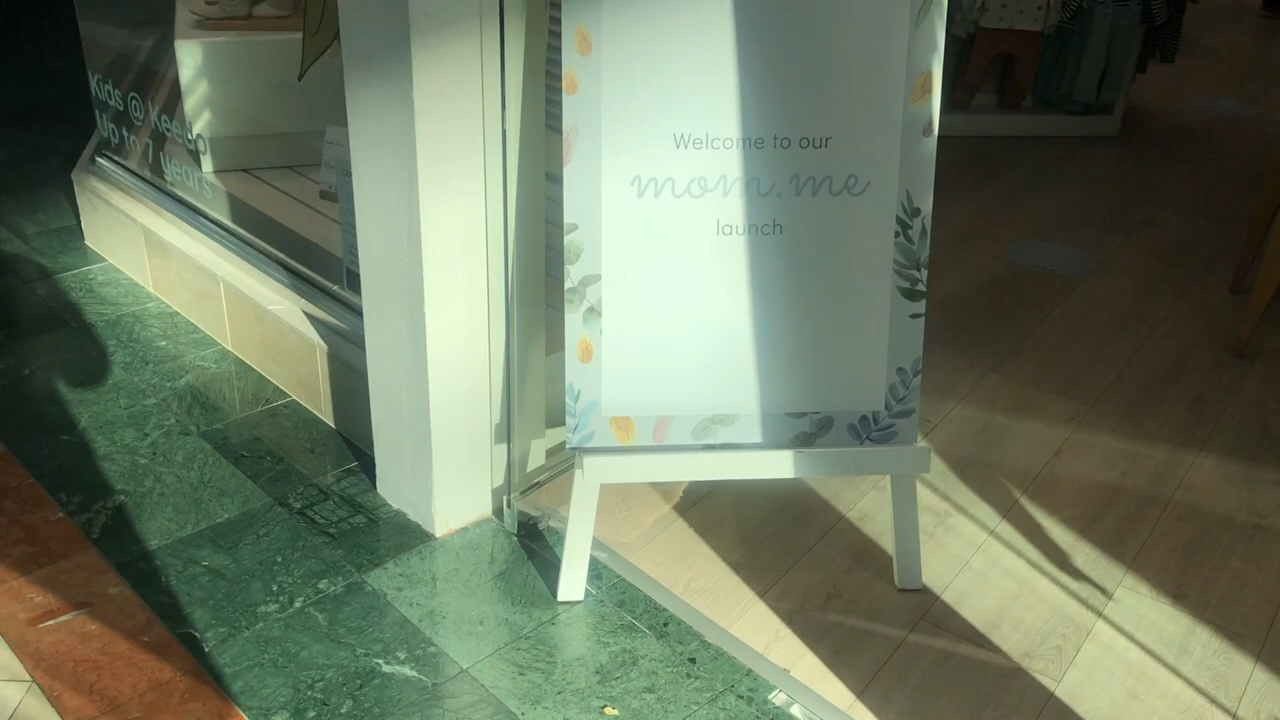 Kids @ Keedo
Up to 7 years
Welcome to our
mom.me
launch